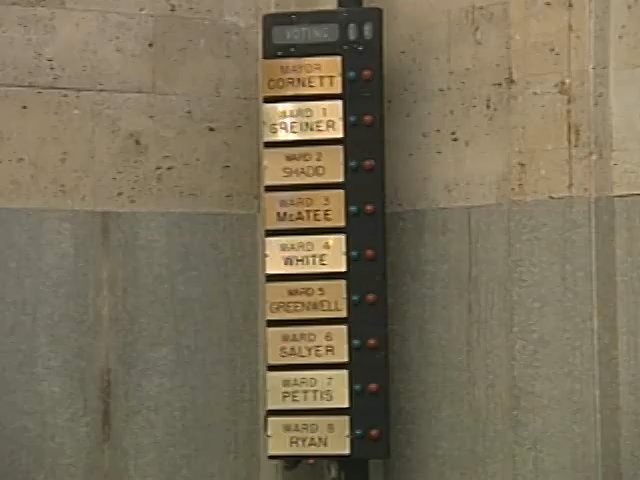 VOTING
MAYOR
CORNETT
WARD 1
GREINER
WARD 2
SHADID
WARD 3
McATEE
WARD 4
WHITE
WARD 5
GREENWELL
WARD 6
SALYER
WARD 7
PETTIS
WARD 8
RYAN